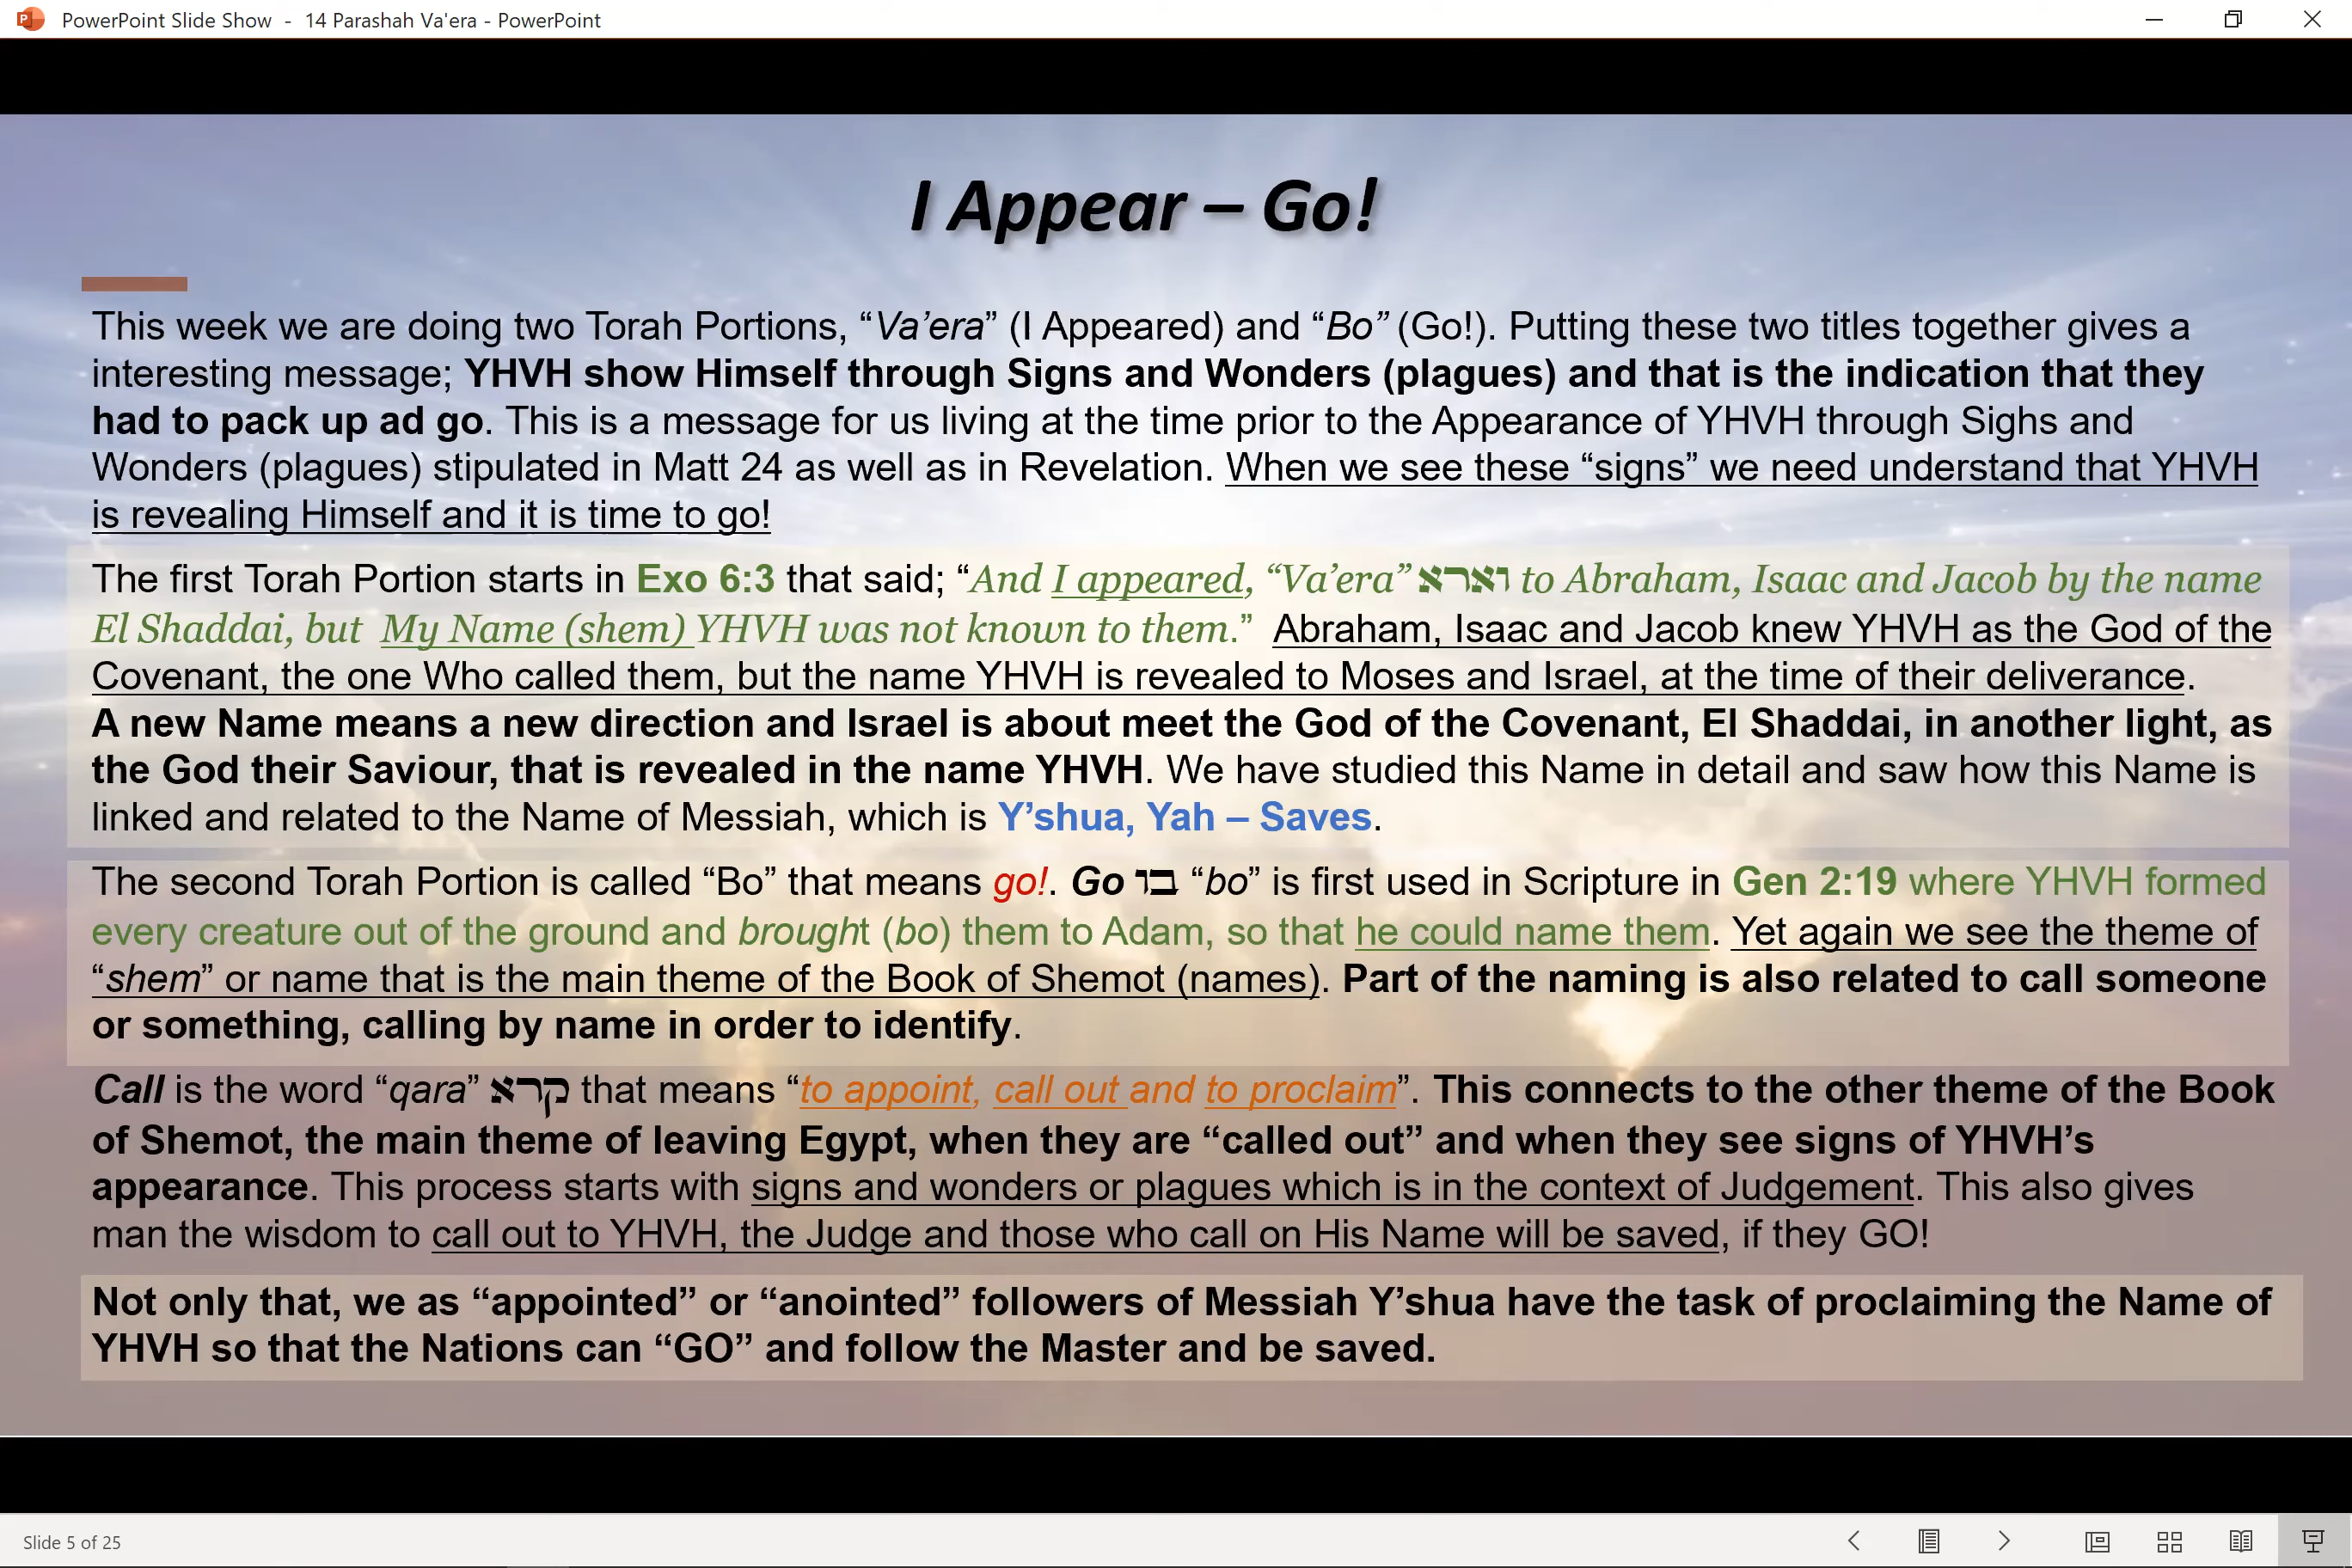 PowerPoint Slide Show - 14 Parashah Va'era - PowerPoint
I Appear – Go!
This week we are doing two Torah Portions, “Va’era” (I Appeared) and “Bo” (Go!). Putting these two titles together gives a
interesting message; YHVH show Himself through Signs and Wonders (plagues) and that is the indication that they
had to pack up ad go. This is a message for us living at the time prior to the Appearance of YHVH through Sighs and
Wonders (plagues) stipulated in Matt 24 as well as in Revelation. When we see these “signs” we need understand that YHVH
is revealing Himself and it is time to go!
The first Torah Portion starts in Exo 6:3 that said; “And I appeared, “Va’era” וארא to Abraham, Isaac and Jacob by the name
El Shaddai, but My Name (shem) YHVH was not known to them.” Abraham, Isaac and Jacob knew YHVH as the God of the
Covenant, the one Who called them, but the name YHVH is revealed to Moses and Israel, at the time of their deliverance.
A new Name means a new direction and Israel is about meet the God of the Covenant, El Shaddai, in another light, as
the God their Saviour, that is revealed in the name YHVH. We have studied this Name in detail and saw how this Name is
linked and related to the Name of Messiah, which is Y’shua, Yah – Saves.
The second Torah Portion is called “Bo” that means go!. Go בו “bo” is first used in Scripture in Gen 2:19 where YHVH formed
every creature out of the ground and brought (bo) them to Adam, so that he could name them. Yet again we see the theme of
“shem” or name that is the main theme of the Book of Shemot (names). Part of the naming is also related to call someone
or something, calling by name in order to identify.
Call is the word “qara” קרא that means “to appoint, call out and to proclaim”. This connects to the other theme of the Book
of Shemot, the main theme of leaving Egypt, when they are “called out” and when they see signs of YHVH’s
appearance. This process starts with signs and wonders or plagues which is in the context of Judgement. This also gives
man the wisdom to call out to YHVH, the Judge and those who call on His Name will be saved, if they GO!
Not only that, we as “appointed” or “anointed” followers of Messiah Y’shua have the task of proclaiming the Name of
YHVH so that the Nations can “GO” and follow the Master and be saved.
Slide 5 of 25